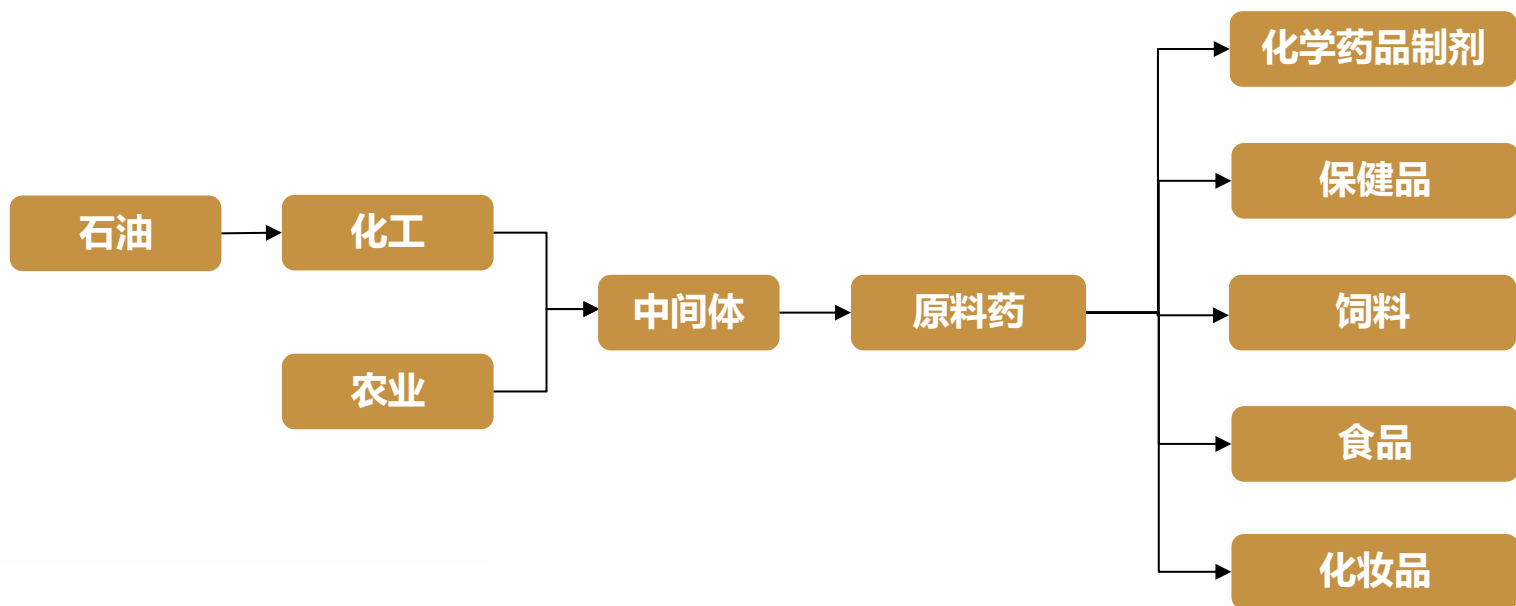 石油
化工
农业
中间体
原料药
化学药品制剂
保健品
饲料
食品
化妆品